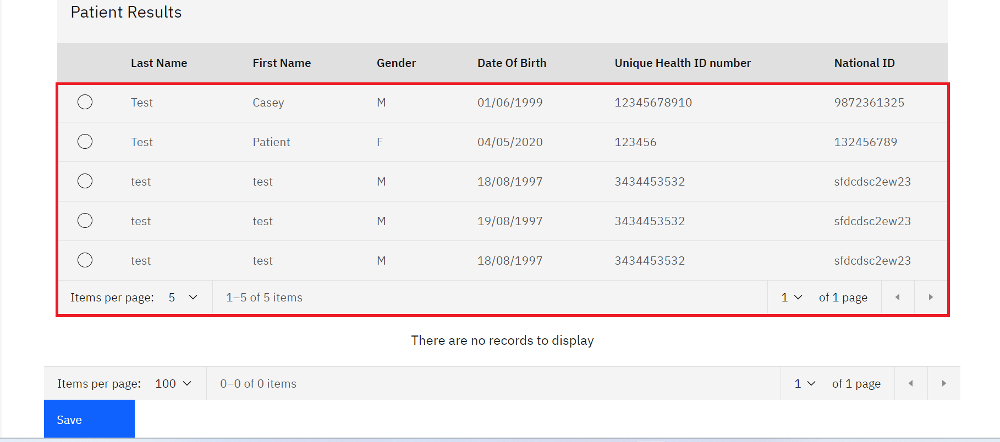 Patient Results
Last Name First Name Gender Date Of Birth Unique Health ID number National ID
Test Casey M 01/06/1999 12345678910 9872361325
Test Patient F 04/05/2020 123456 132456789
test test M 18/08/1997 3434453532 sfdcdsc2ew23
test test M 19/08/1997 3434453532 sfdcdsc2ew23
test test M 18/08/1997 3434453532 sfdcdsc2ew23
Items per page: 5 1–5 of 5 items 1 of 1 page
There are no records to display
Items per page: 100 0–0 of 0 items 1 of 1 page
Save